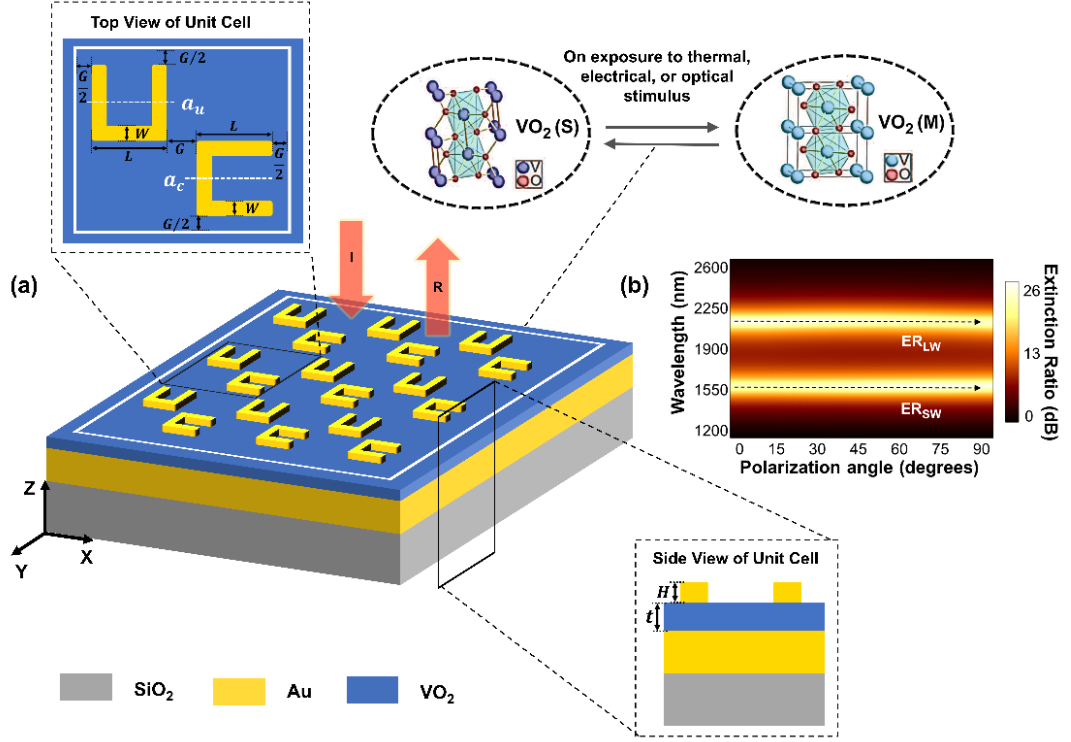 Top View of Unit Cell
G/2
G
2
a_u
W
L
G
L
G
2
a_c
W
G/2
On exposure to thermal,
electrical, or optical
stimulus
VO₂ (S)
V
O
VO₂ (M)
V
O
(a)
I
R
Z
X
Y
(b)
Wavelength (nm)
2600
2250
1900
1550
1200
ER_LW
ER_SW
0 15 30 45 60 75 90
Polarization angle (degrees)
26
13
0
Extinction Ratio (dB)
Side View of Unit Cell
H
t
SiO₂
Au
VO₂